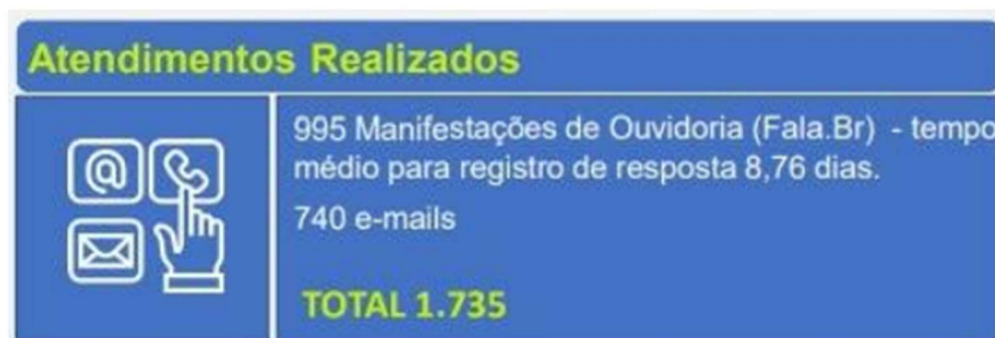 Atendimentos Realizados
995 Manifestações de Ouvidoria (Fala.Br) - tempo
médio para registro de resposta 8,76 dias.
740 e-mails
TOTAL 1.735